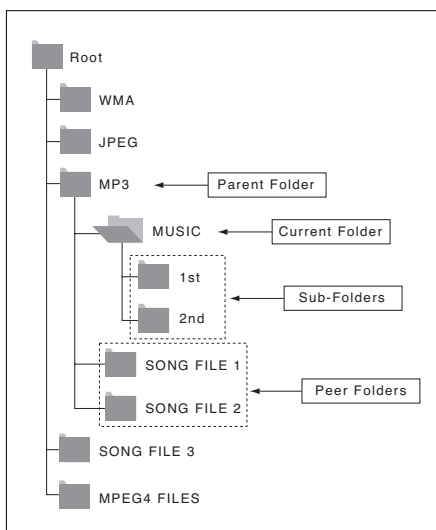 Root
WMA
JPEG
MP3
Parent Folder
MUSIC
Current Folder
1st
Sub-Folders
2nd
SONG FILE 1
Peer Folders
SONG FILE 2
SONG FILE 3
MPEG4 FILES